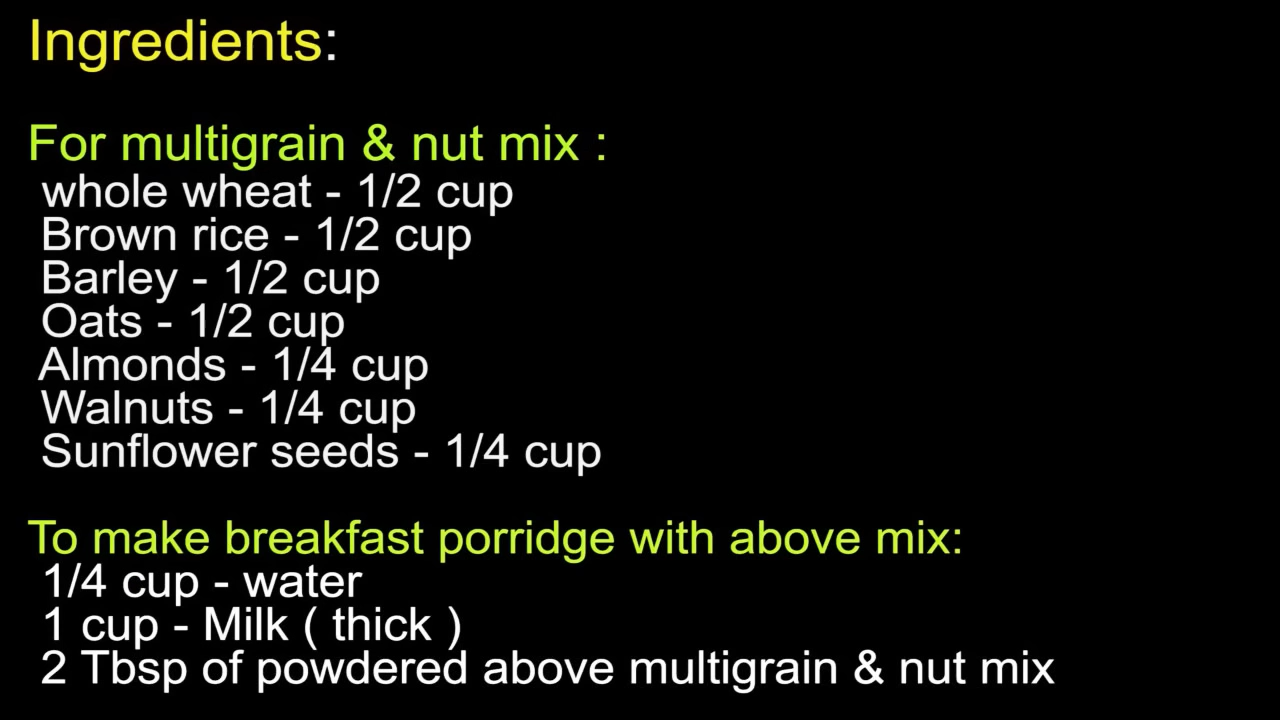 Ingredients:
For multigrain & nut mix :
whole wheat - 1/2 cup
Brown rice - 1/2 cup
Barley - 1/2 cup
Oats - 1/2 cup
Almonds - 1/4 cup
Walnuts - 1/4 cup
Sunflower seeds - 1/4 cup
To make breakfast porridge with above mix:
1/4 cup - water
1 cup - Milk ( thick )
2 Tbsp of powdered above multigrain & nut mix